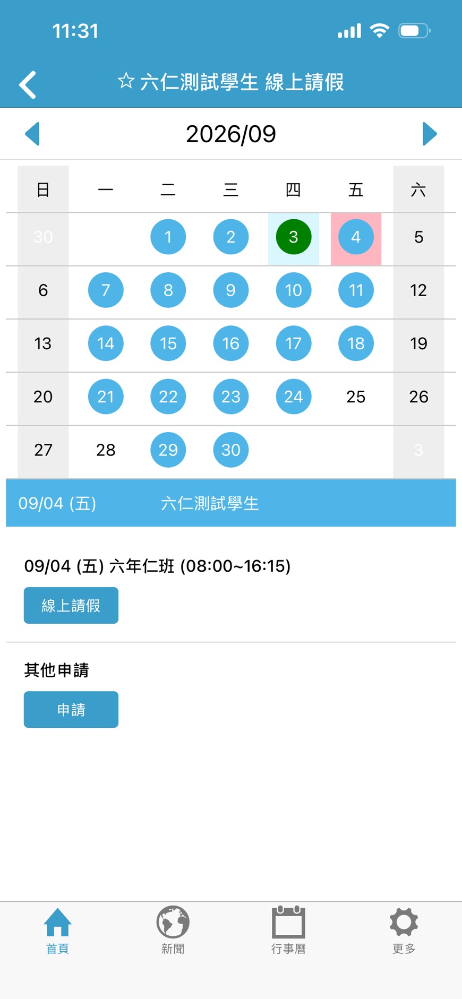 11:31
☆ 六仁測試學生 線上請假
2026/09
日 一 二 三 四 五 六
30 1 2 3 4 5
6 7 8 9 10 11 12
13 14 15 16 17 18 19
20 21 22 23 24 25 26
27 28 29 30 3
09/04 (五) 六仁測試學生
09/04 (五) 六年仁班 (08:00~16:15)
線上請假
其他申請
申請
首頁 新聞 行事曆 更多